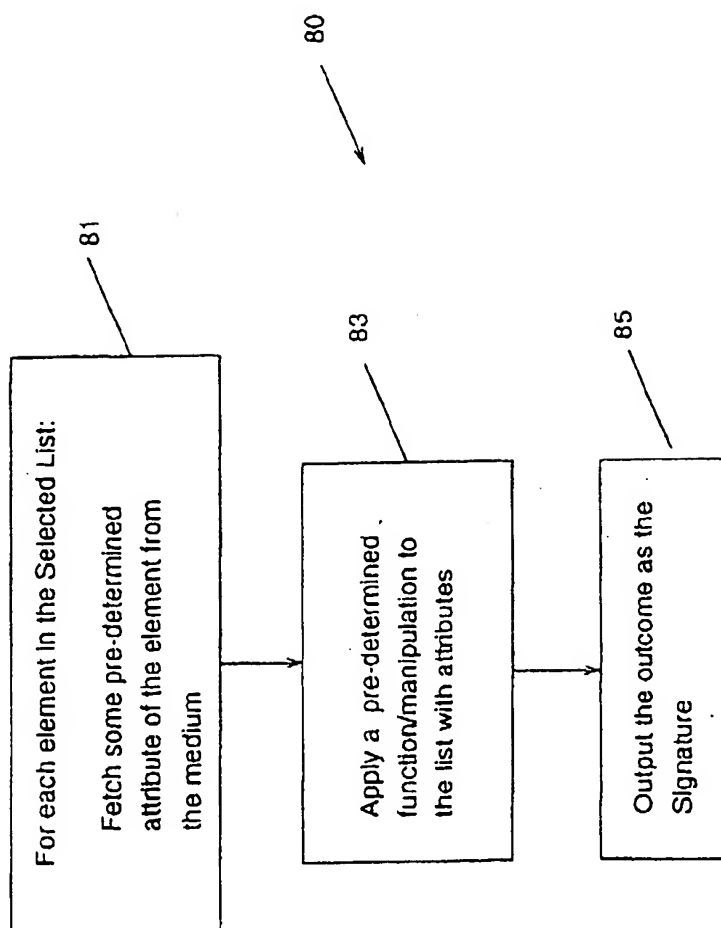 For each element in the Selected List:
Fetch some pre-determined
attribute of the element from
the medium
81
80
Apply a pre-determined
function/manipulation to
the list with attributes
83
Output the outcome as the
Signature
85